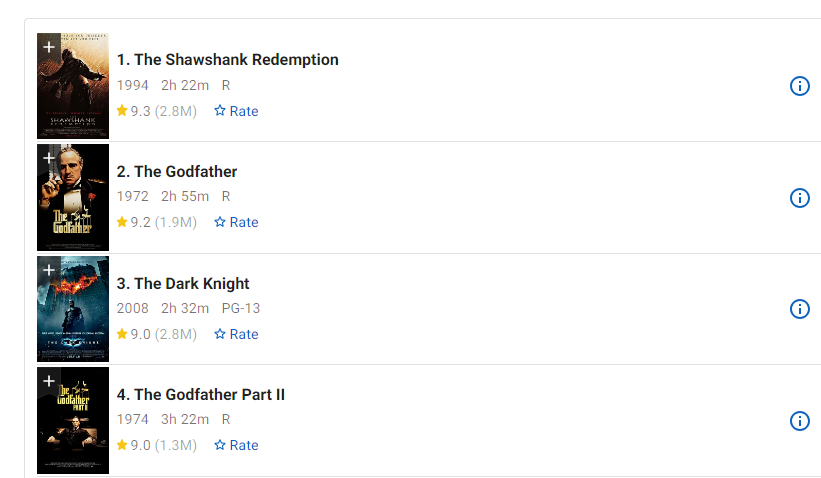 1. The Shawshank Redemption
1994 2h 22m R
9.3 (2.8M) Rate
SHAWSHANK
REDEMPTION
2. The Godfather
1972 2h 55m R
9.2 (1.9M) Rate
The
Godfather
3. The Dark Knight
2008 2h 32m PG-13
9.0 (2.8M) Rate
THE DARK KNIGHT
4. The Godfather Part II
1974 3h 22m R
9.0 (1.3M) Rate
The
Godfather
PART II